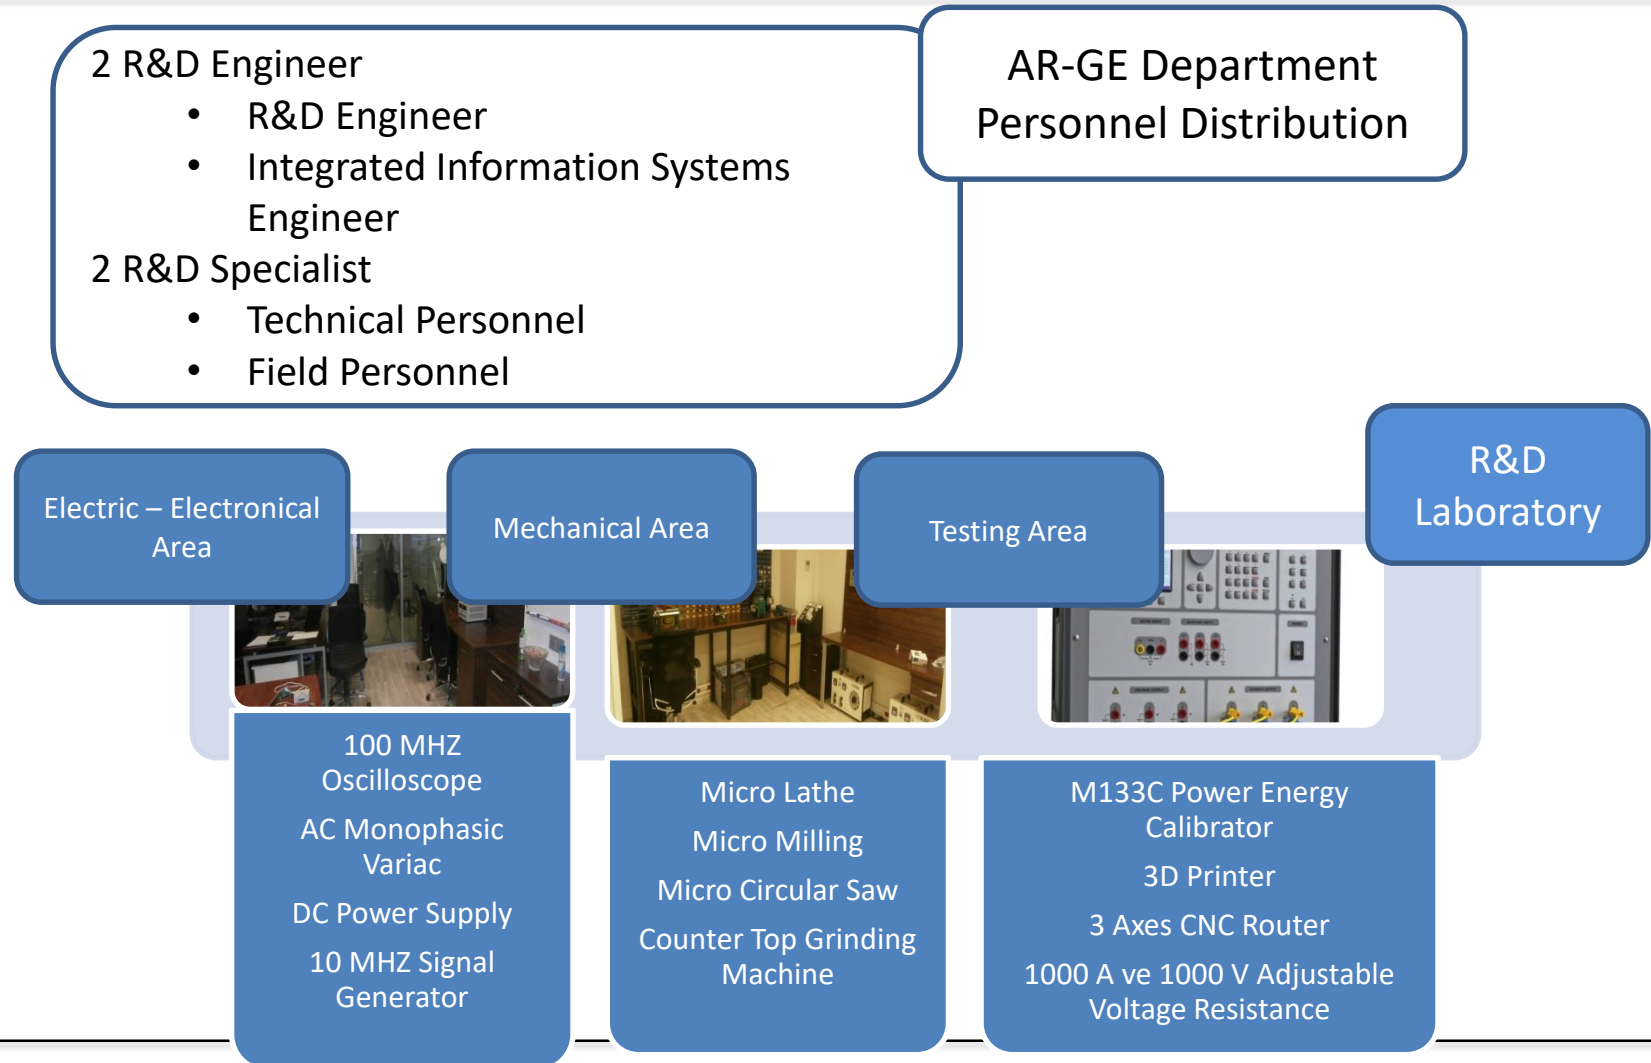 2 R&D Engineer
• R&D Engineer
• Integrated Information Systems
Engineer
2 R&D Specialist
• Technical Personnel
• Field Personnel
AR-GE Department
Personnel Distribution
R&D
Laboratory
Electric – Electronical
Area
100 MHZ
Oscilloscope
AC Monophasic
Variac
DC Power Supply
10 MHZ Signal
Generator
Mechanical Area
Micro Lathe
Micro Milling
Micro Circular Saw
Counter Top Grinding
Machine
Testing Area
M133C Power Energy
Calibrator
3D Printer
3 Axes CNC Router
1000 A ve 1000 V Adjustable
Voltage Resistance